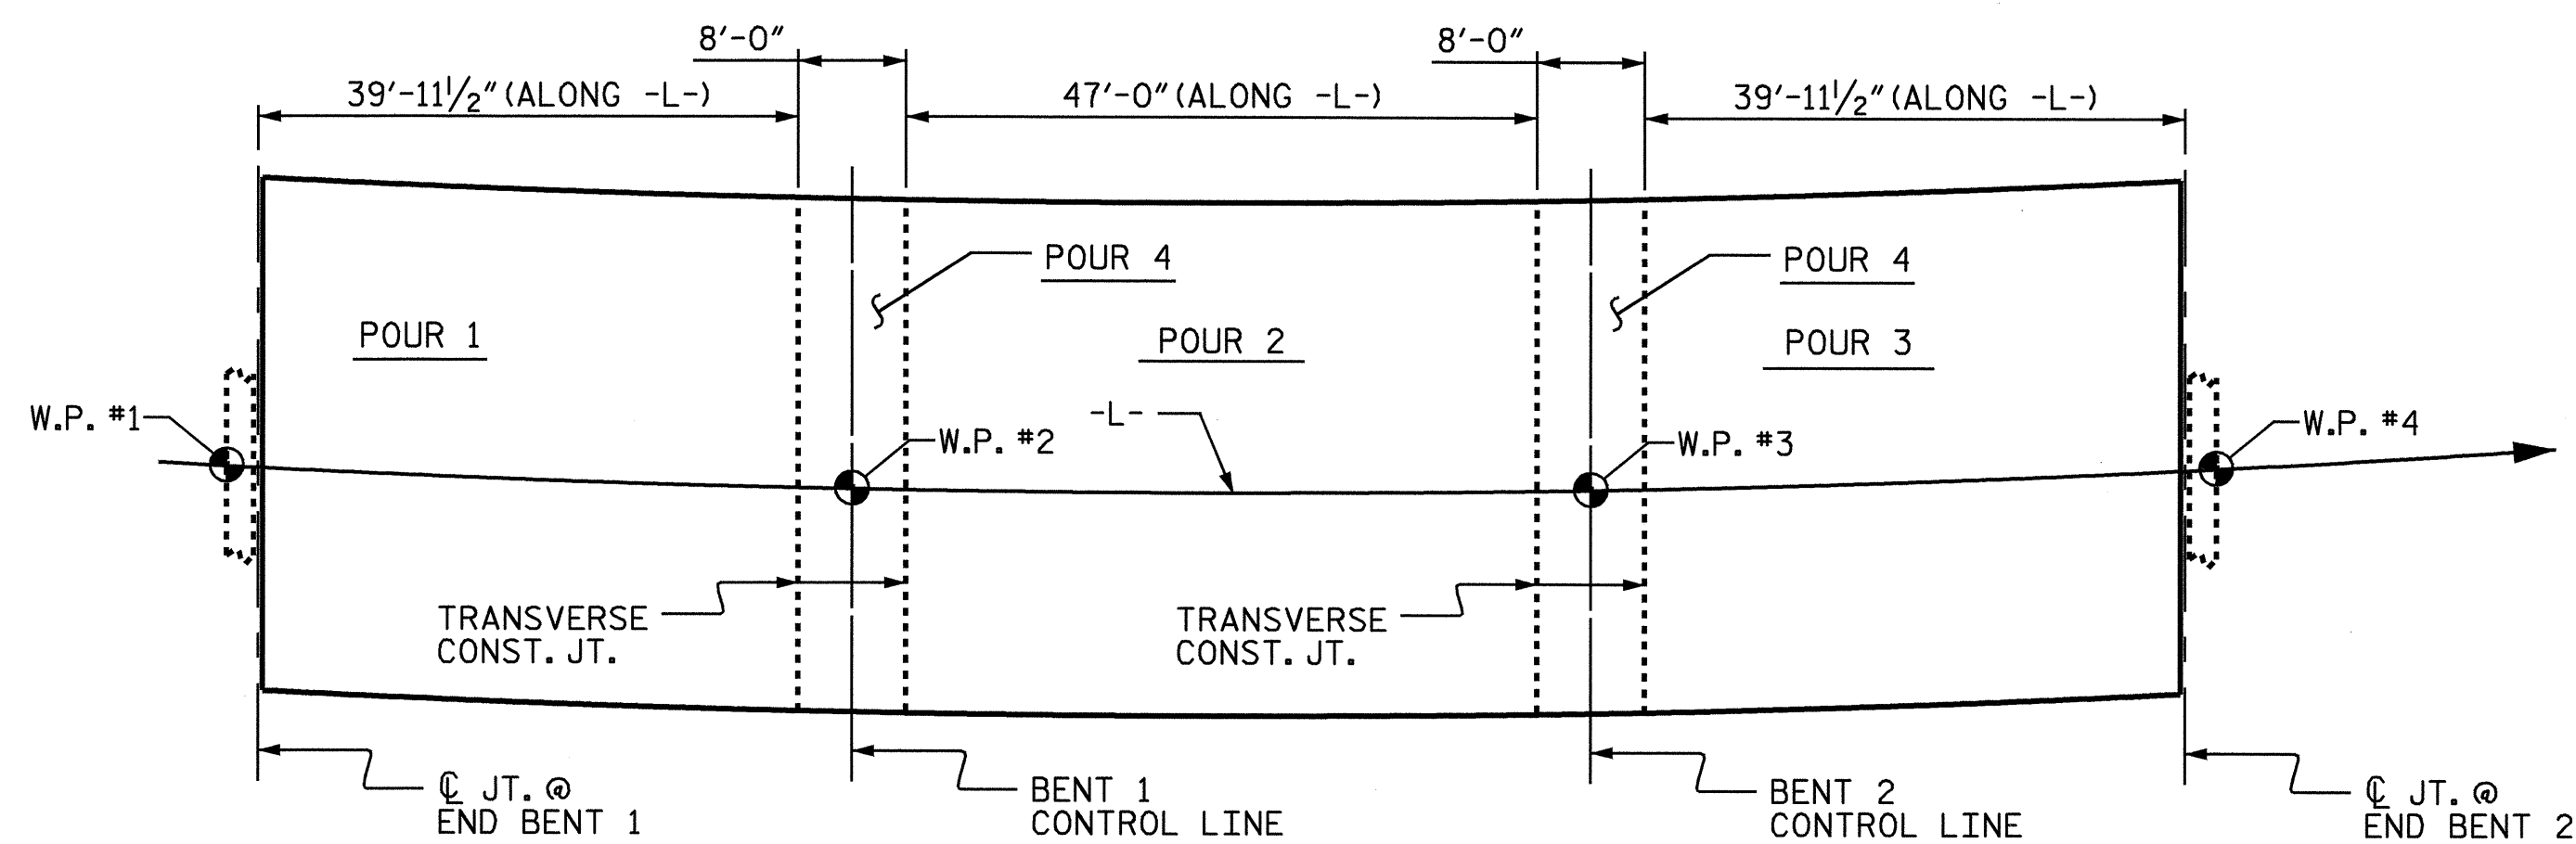 8'-0"
8'-0"
39'-11 1/2" (ALONG -L-)
47'-0" (ALONG -L-)
39'-11 1/2" (ALONG -L-)
POUR 4
POUR 4
POUR 1
POUR 2
POUR 3
W.P. #1
-L-
W.P. #2
W.P. #3
W.P. #4
TRANSVERSE
CONST. JT.
TRANSVERSE
CONST. JT.
℄ JT. @
END BENT 1
BENT 1
CONTROL LINE
BENT 2
CONTROL LINE
℄ JT. @
END BENT 2